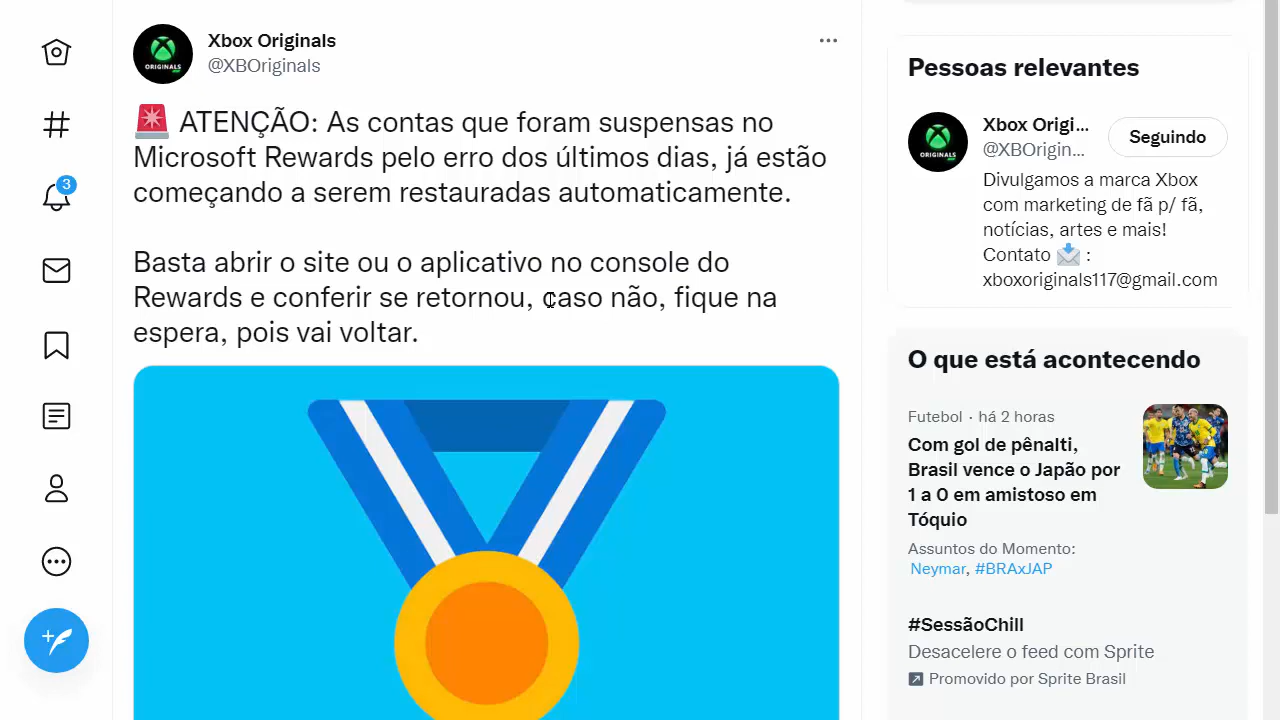 Xbox Originals
@XBOriginals
🚨 ATENÇÃO: As contas que foram suspensas no
Microsoft Rewards pelo erro dos últimos dias, já estão
começando a serem restauradas automaticamente.
Basta abrir o site ou o aplicativo no console do
Rewards e conferir se retornou, caso não, fique na
espera, pois vai voltar.
ORIGINALS
3
Pessoas relevantes
Xbox Origi...
@XBOrigin...
Seguindo
ORIGINALS
Divulgamos a marca Xbox
com marketing de fã p/ fã,
notícias, artes e mais!
Contato 📩 :
xboxoriginals117@gmail.com
O que está acontecendo
Futebol · há 2 horas
Com gol de pênalti,
Brasil vence o Japão por
1 a 0 em amistoso em
Tóquio
Assuntos do Momento:
Neymar, #BRAxJAP
#SessãoChill
Desacelere o feed com Sprite
Promovido por Sprite Brasil